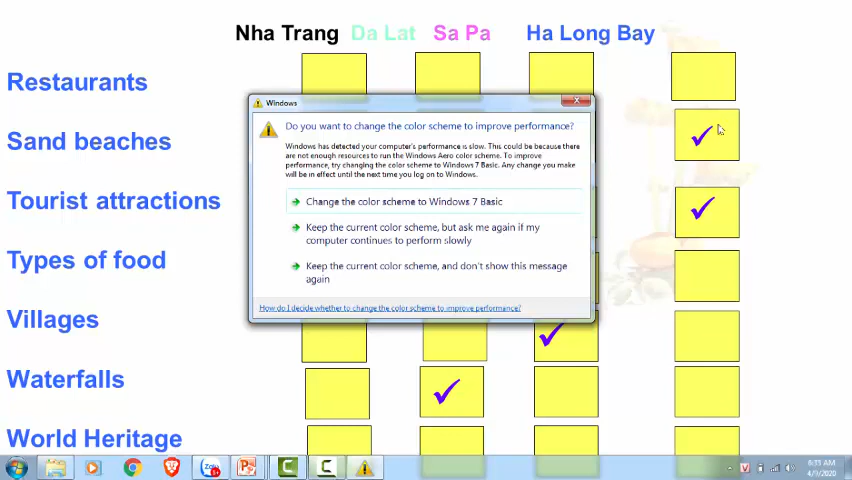 Nha Trang Da Lat Sa Pa Ha Long Bay
Restaurants
Sand beaches
Tourist attractions
Types of food
Villages
Waterfalls
World Heritage
Windows
Do you want to change the color scheme to improve performance?
Windows has detected your computer's performance is slow. This could be because there
are not enough resources to run the Windows Aero color scheme. To improve
performance, try changing the color scheme to Windows 7 Basic. Any change you make
will be in effect until the next time you log on to Windows.
Change the color scheme to Windows 7 Basic
Keep the current color scheme, but ask me again if my
computer continues to perform slowly
Keep the current color scheme, and don't show this message
again
How do I decide whether to change the color scheme to improve performance?
Zalo
V
6:33 AM
4/9/2020